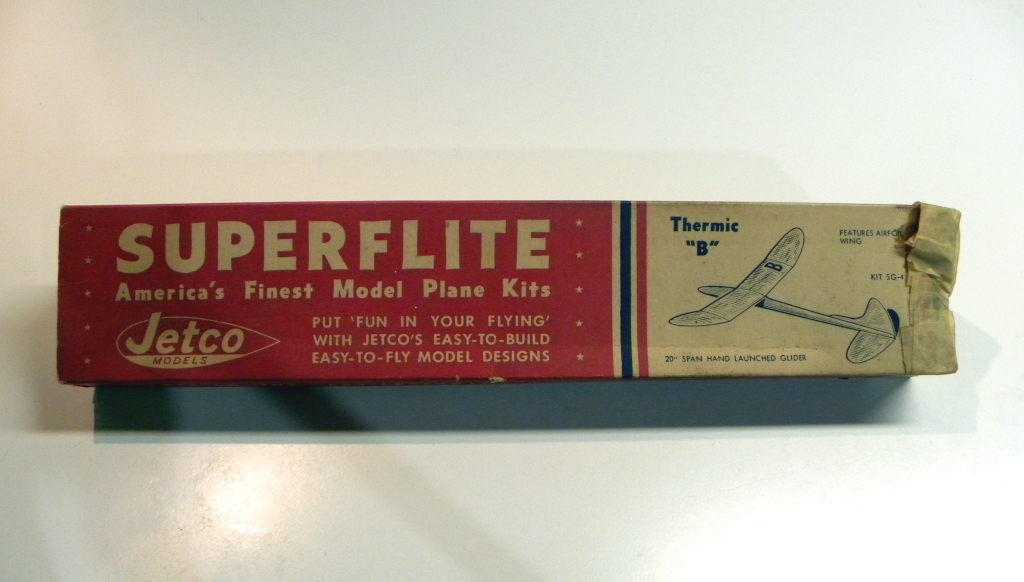 SUPERFLITE
America's Finest Model Plane Kits
Jetco
MODELS
PUT 'FUN IN YOUR FLYING'
WITH JETCO'S EASY-TO-BUILD
EASY-TO-FLY MODEL DESIGNS
Thermic
"B"
B
FEATURES
WING
KIT SG-4
20" SPAN HAND LAUNCHED GLIDER